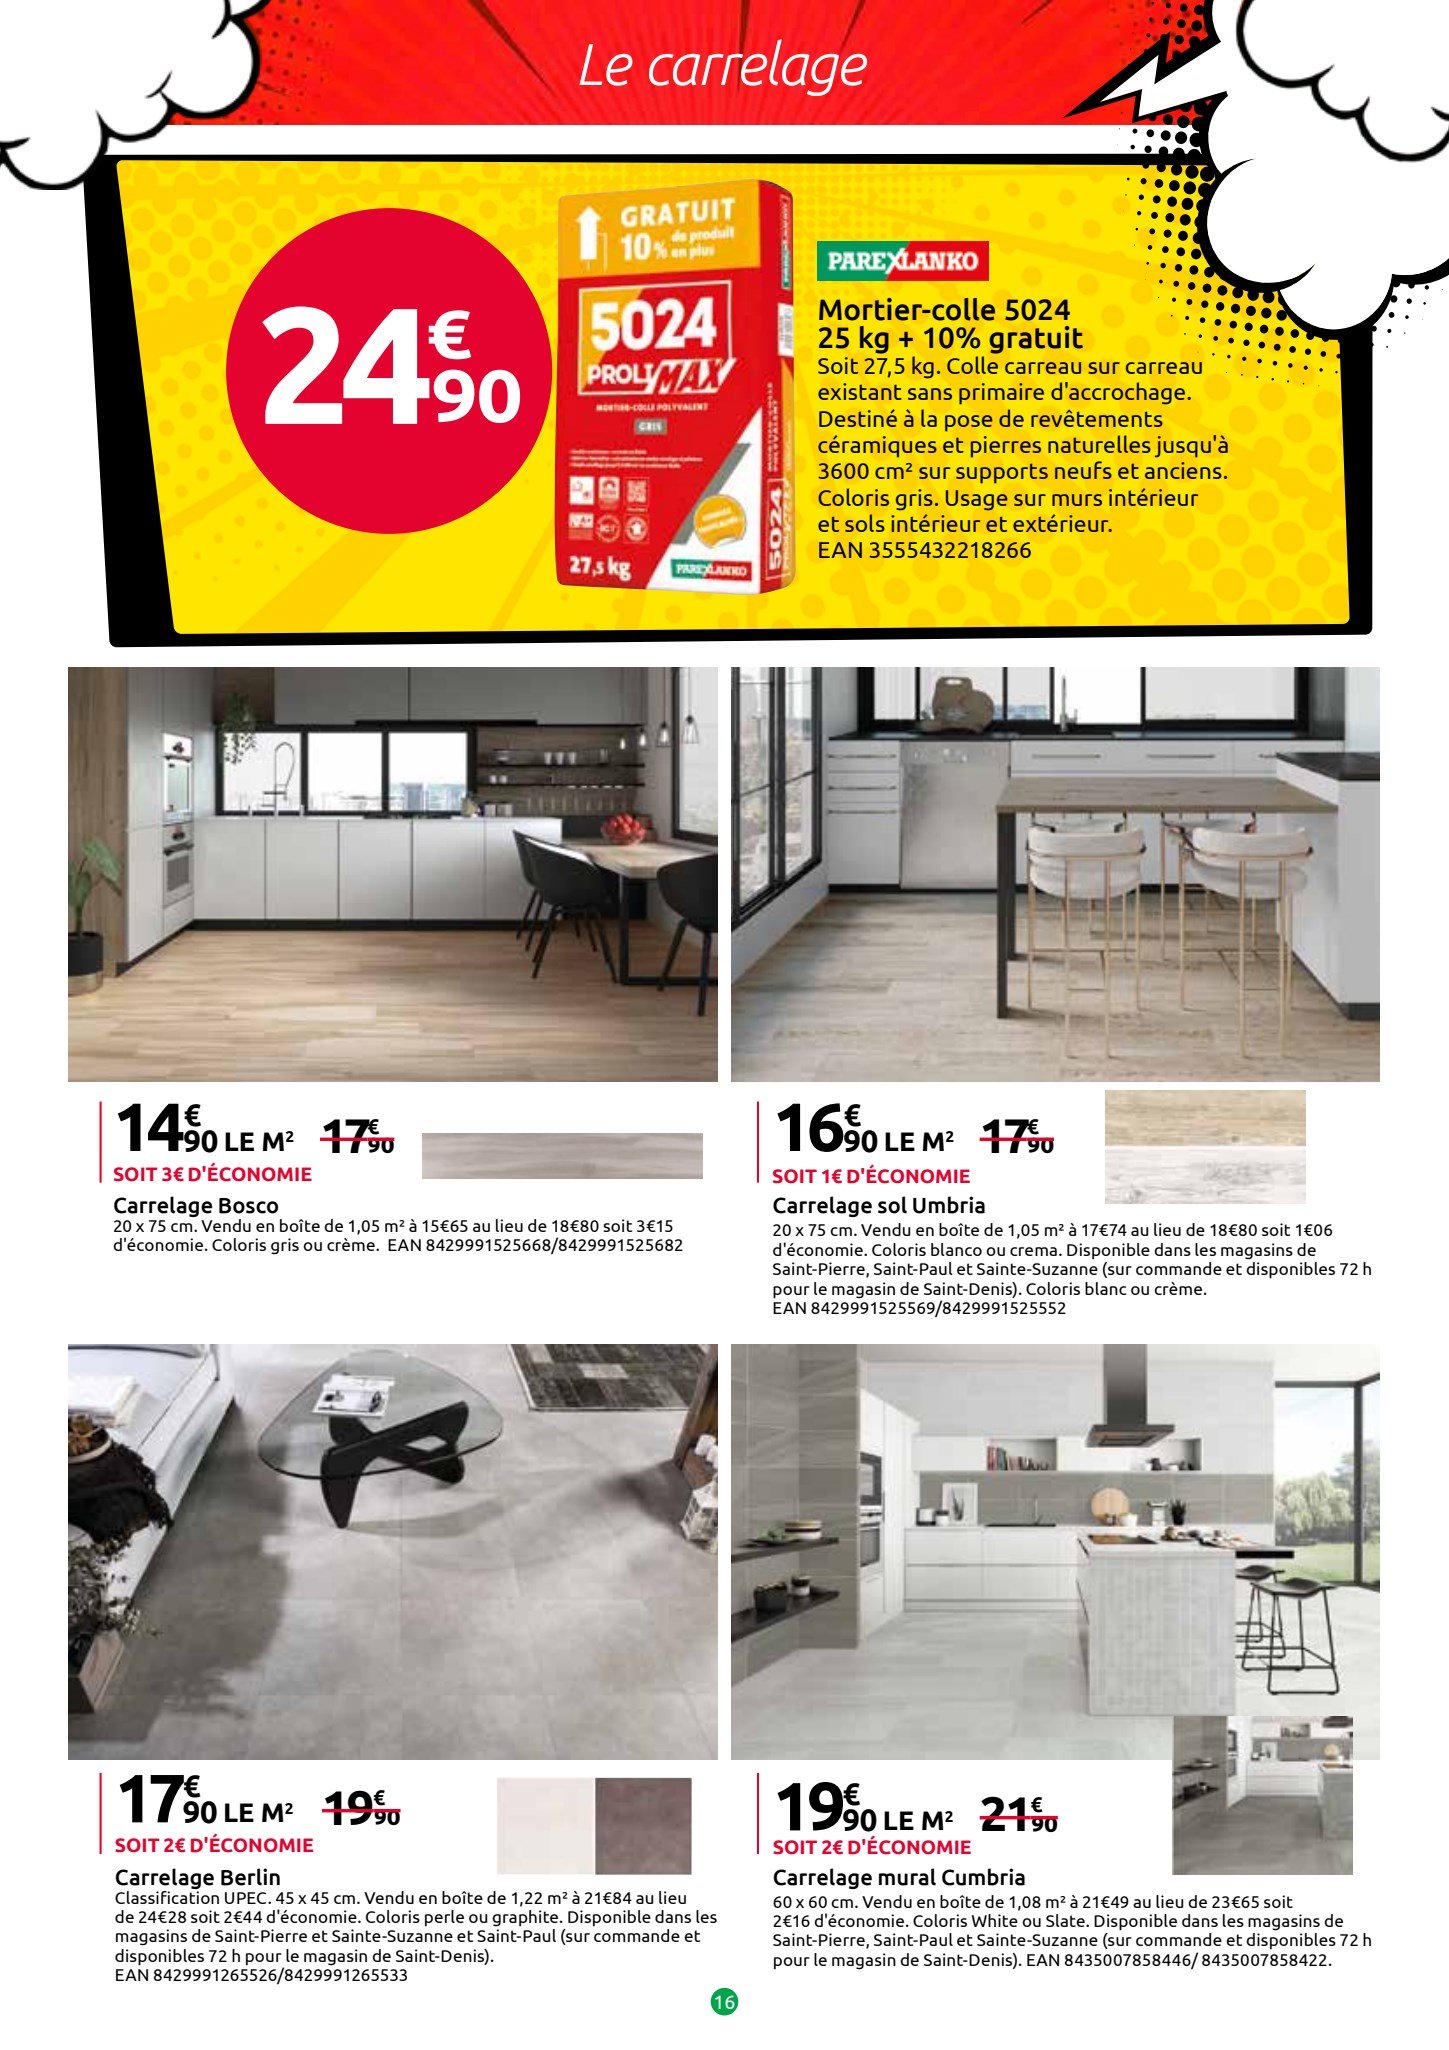 Le carrelage
24€90
GRATUIT
10% de produit
en plus
5024
PROLI MAX
MORTIER-COLLE POLYVALENT
GRIS
27,5 kg
PAREXLANKO
5024
PAREXLANKO
Mortier-colle 5024
25 kg + 10% gratuit
Soit 27,5 kg. Colle carreau sur carreau
existant sans primaire d'accrochage.
Destiné à la pose de revêtements
céramiques et pierres naturelles jusqu'à
3600 cm² sur supports neufs et anciens.
Coloris gris. Usage sur murs intérieur
et sols intérieur et extérieur.
EAN 3555432218266
14€90 LE M² 17€90
SOIT 3€ D'ÉCONOMIE
Carrelage Bosco
20 x 75 cm. Vendu en boîte de 1,05 m² à 15€65 au lieu de 18€80 soit 3€15
d'économie. Coloris gris ou crème. EAN 8429991525668/8429991525682
16€90 LE M² 17€90
SOIT 1€ D'ÉCONOMIE
Carrelage sol Umbria
20 x 75 cm. Vendu en boîte de 1,05 m² à 17€74 au lieu de 18€80 soit 1€06
d'économie. Coloris blanco ou crema. Disponible dans les magasins de
Saint-Pierre, Saint-Paul et Sainte-Suzanne (sur commande et disponibles 72 h
pour le magasin de Saint-Denis). Coloris blanc ou crème.
EAN 8429991525569/8429991525552
17€90 LE M² 19€90
SOIT 2€ D'ÉCONOMIE
Carrelage Berlin
Classification UPEC. 45 x 45 cm. Vendu en boîte de 1,22 m² à 21€84 au lieu
de 24€28 soit 2€44 d'économie. Coloris perle ou graphite. Disponible dans les
magasins de Saint-Pierre et Sainte-Suzanne et Saint-Paul (sur commande et
disponibles 72 h pour le magasin de Saint-Denis).
EAN 8429991265526/8429991265533
19€90 LE M² 21€90
SOIT 2€ D'ÉCONOMIE
Carrelage mural Cumbria
60 x 60 cm. Vendu en boîte de 1,08 m² à 21€49 au lieu de 23€65 soit
2€16 d'économie. Coloris White ou Slate. Disponible dans les magasins de
Saint-Pierre, Saint-Paul et Sainte-Suzanne (sur commande et disponibles 72 h
pour le magasin de Saint-Denis). EAN 8435007858446/ 8435007858422.
16